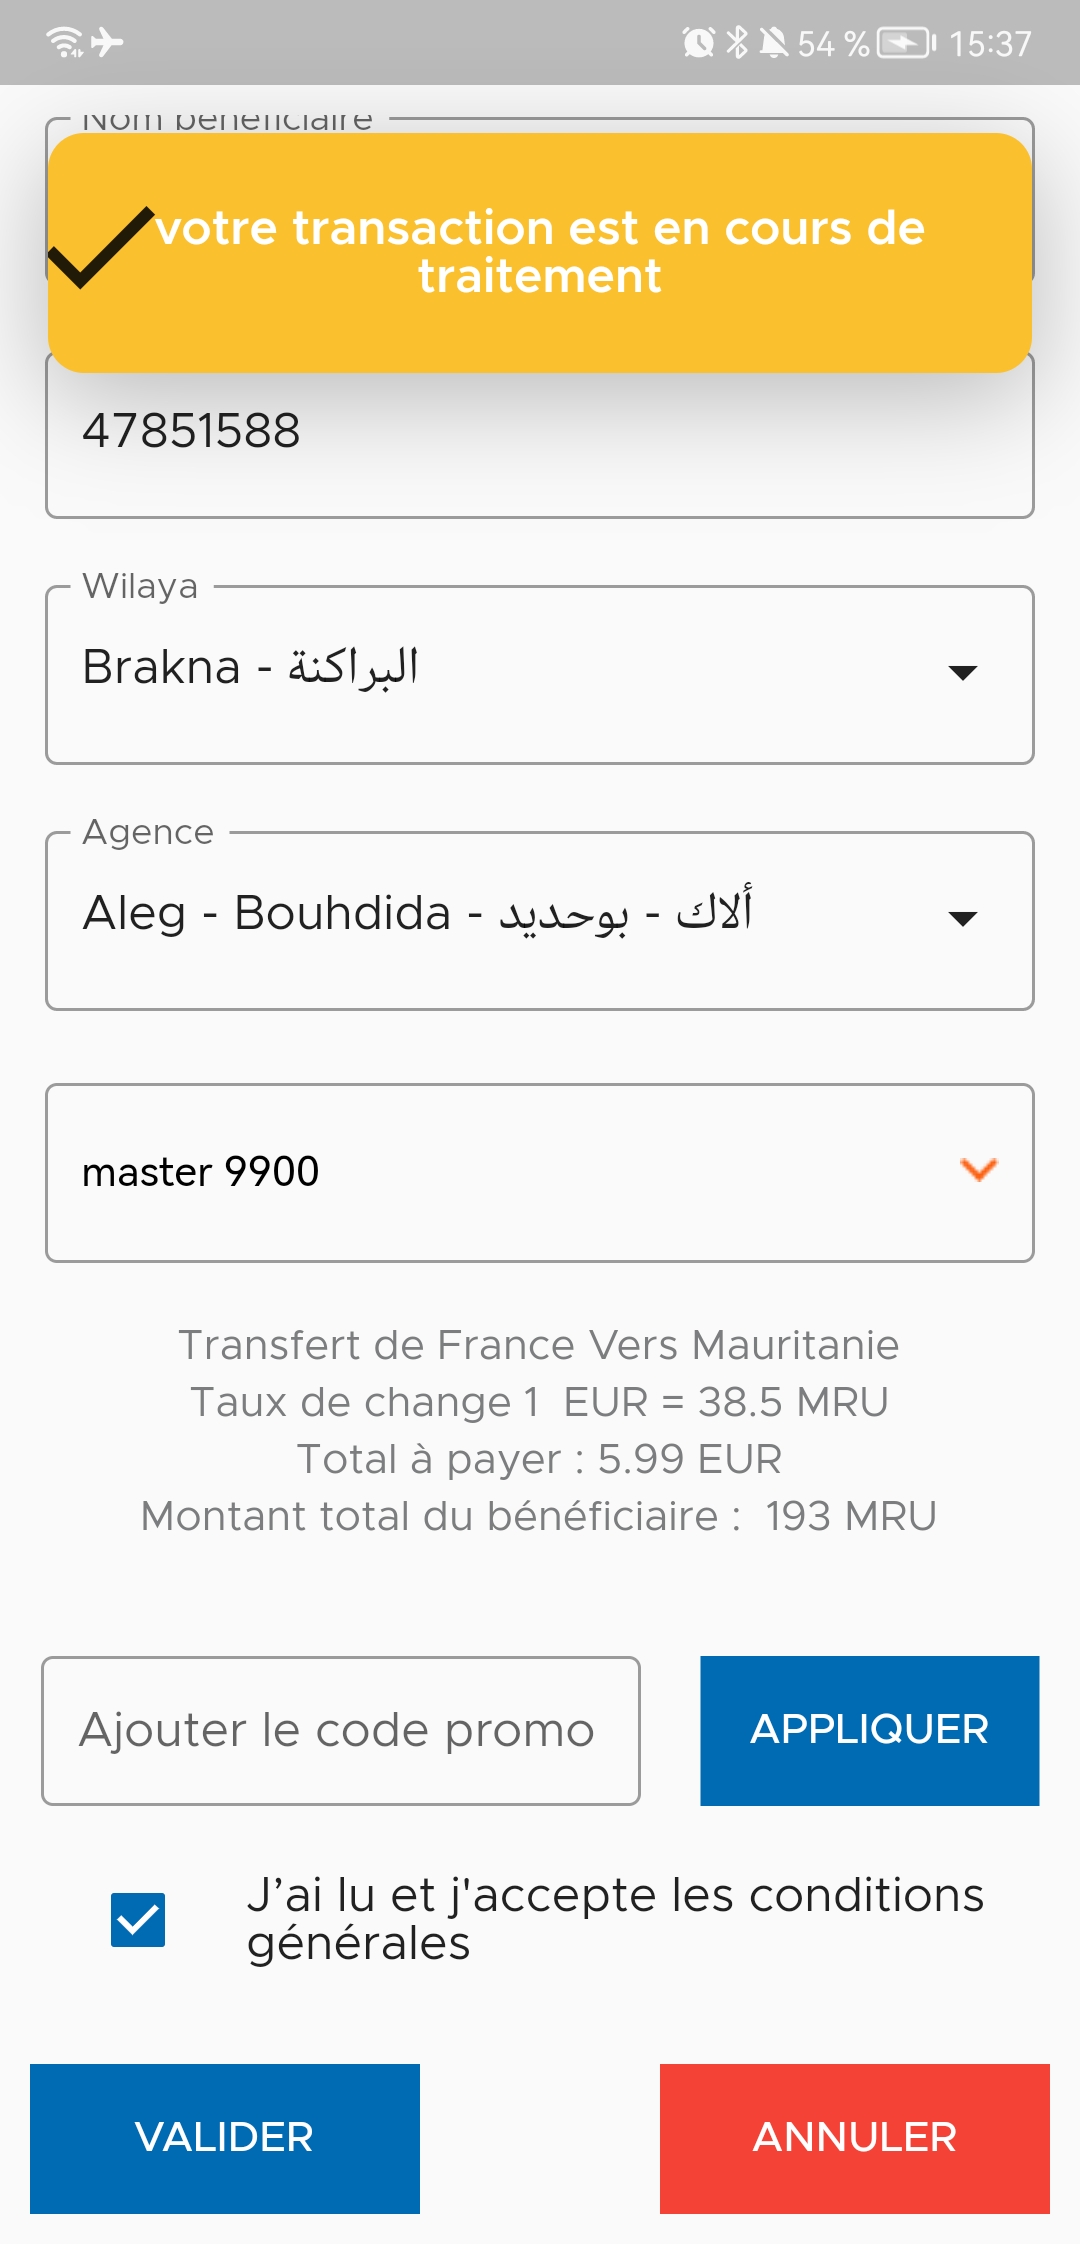 54 % 15:37
Nom bénéficiaire
votre transaction est en cours de
traitement
47851588
Wilaya
Brakna - البراكنة
Agence
Aleg - Bouhdida - ألاك - بوحديد
master 9900
Transfert de France Vers Mauritanie
Taux de change 1 EUR = 38.5 MRU
Total à payer : 5.99 EUR
Montant total du bénéficiaire : 193 MRU
Ajouter le code promo
APPLIQUER
J’ai lu et j'accepte les conditions
générales
VALIDER
ANNULER